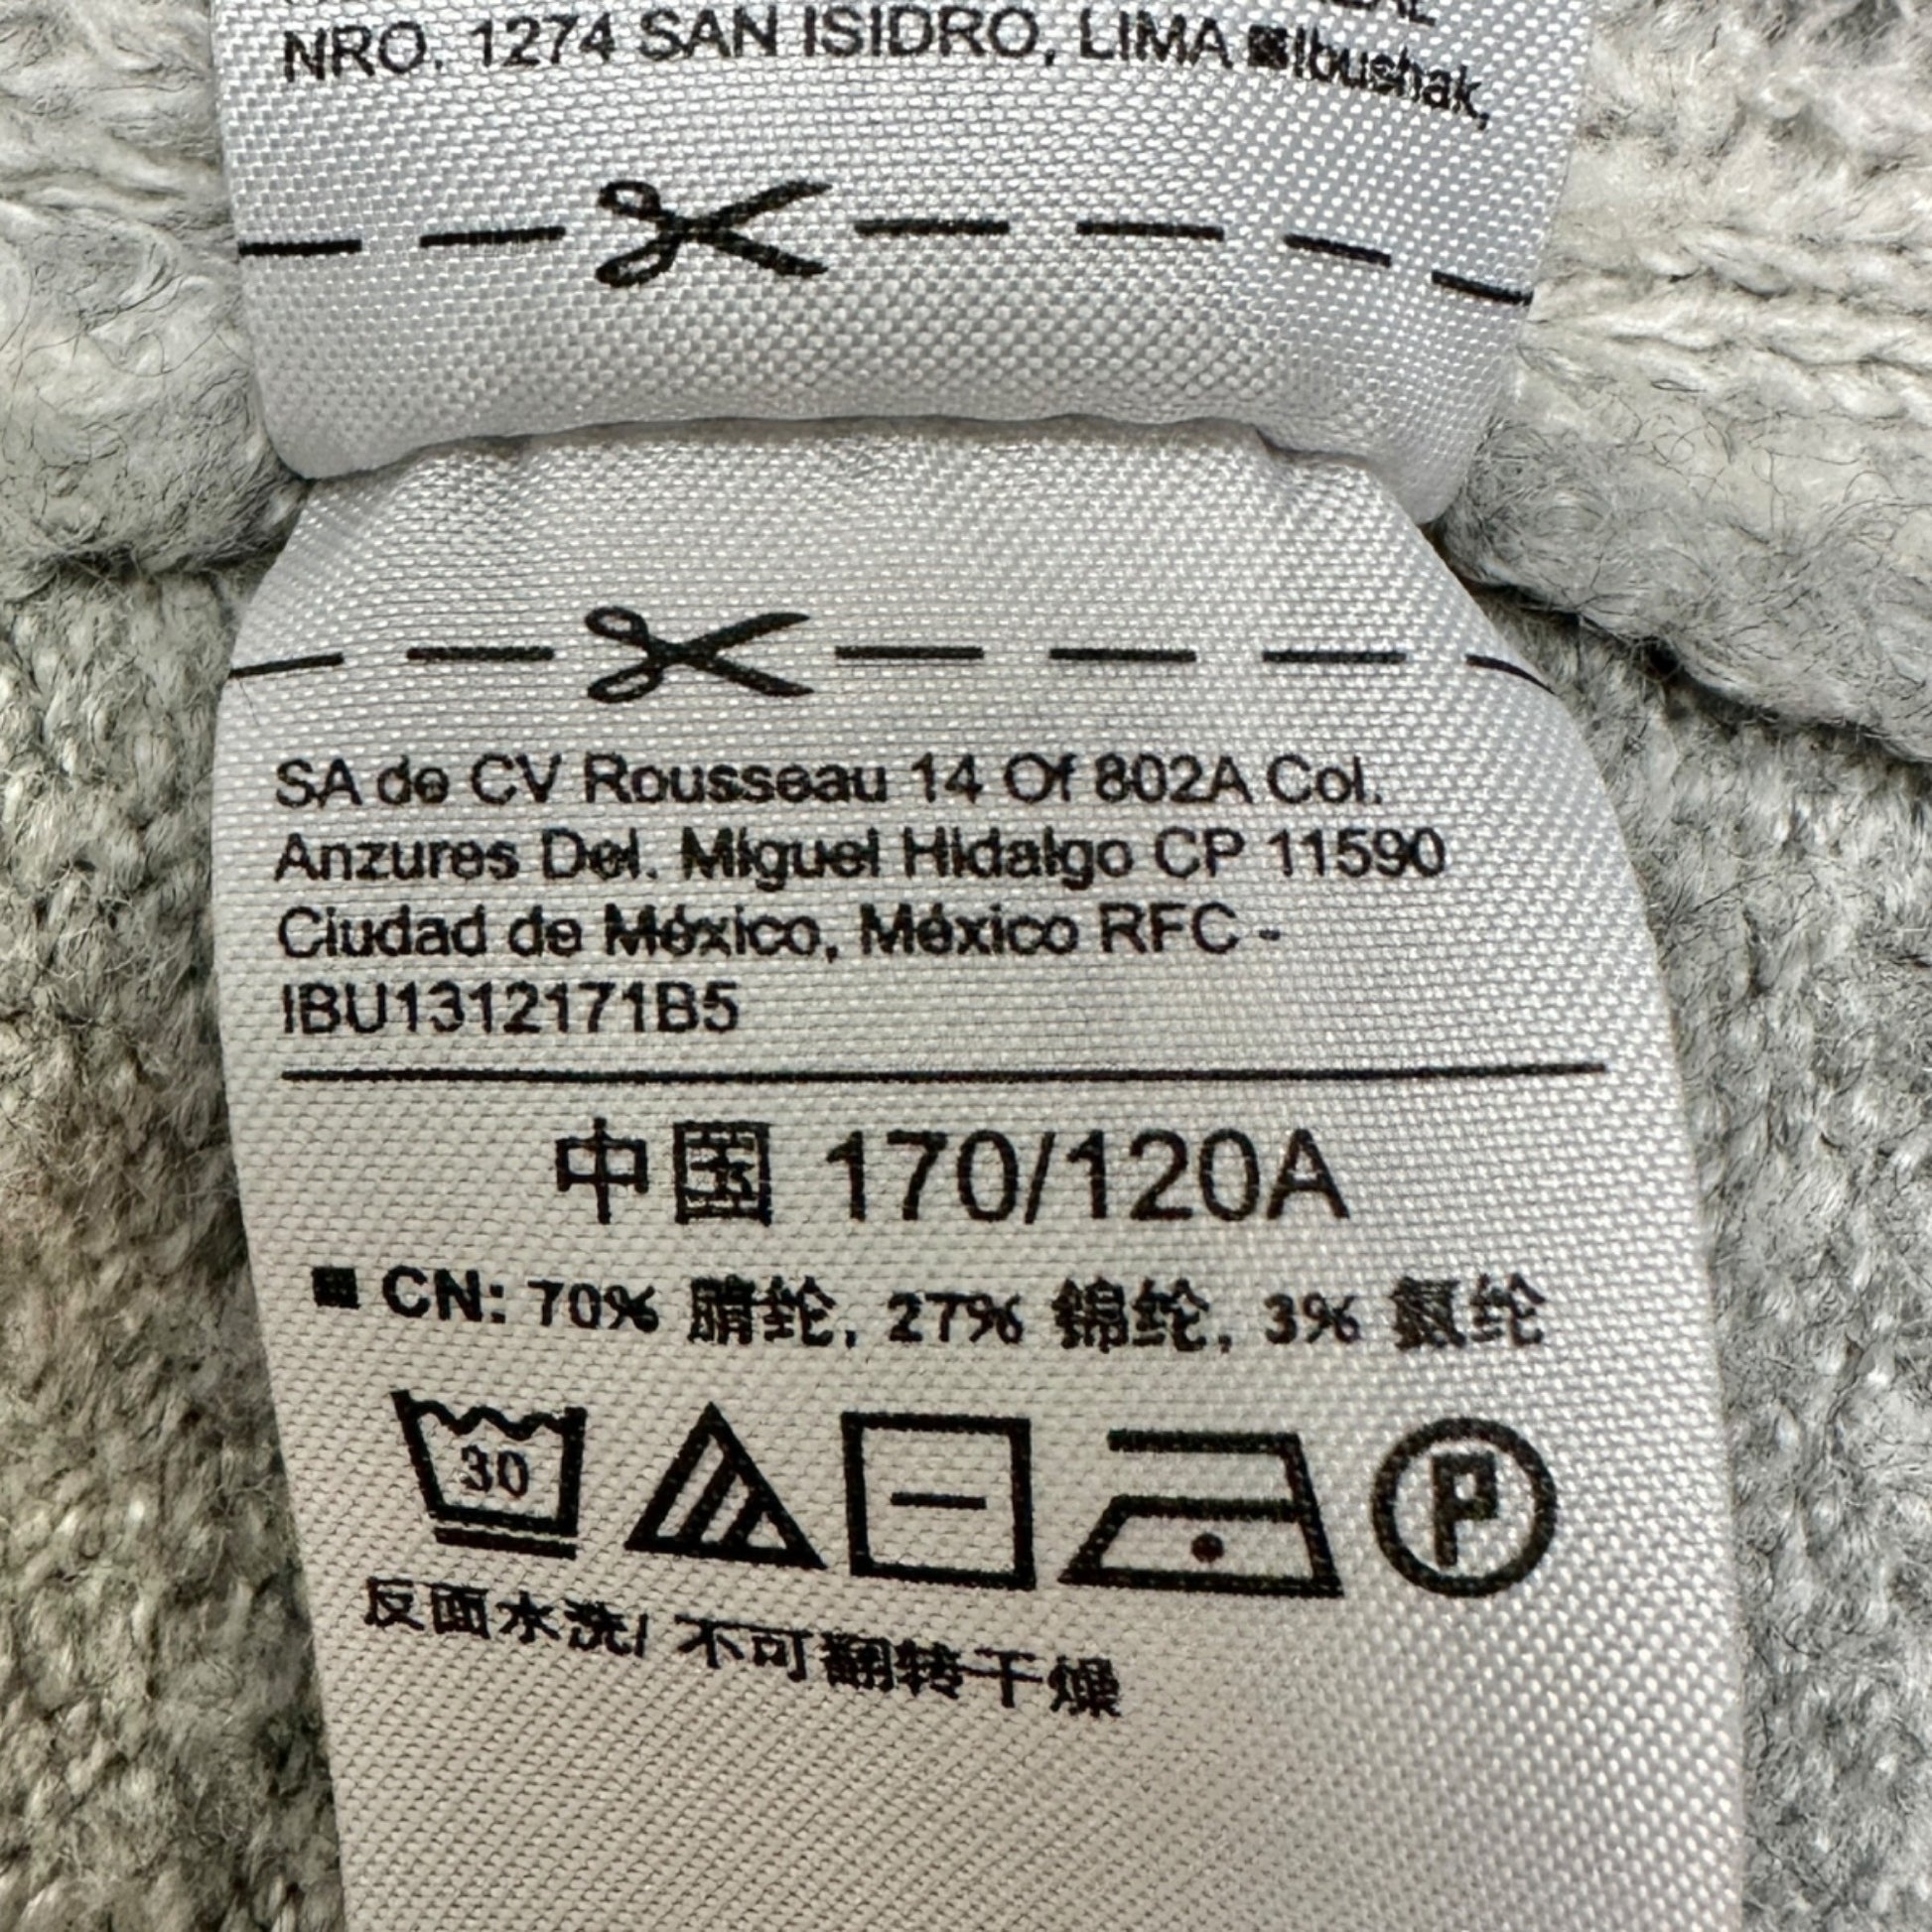 NRO. 1274 SAN ISIDRO, LIMA ■Ibushak,
SA de CV Rousseau 14 Of 802A Col.
Anzures Del. Miguel Hidalgo CP 11590
Ciudad de México, México RFC -
IBU1312171B5
中国 170/120A
■ CN: 70% 腈纶, 27% 锦纶, 3% 氨纶
30
P
反面水洗/ 不可翻转干燥